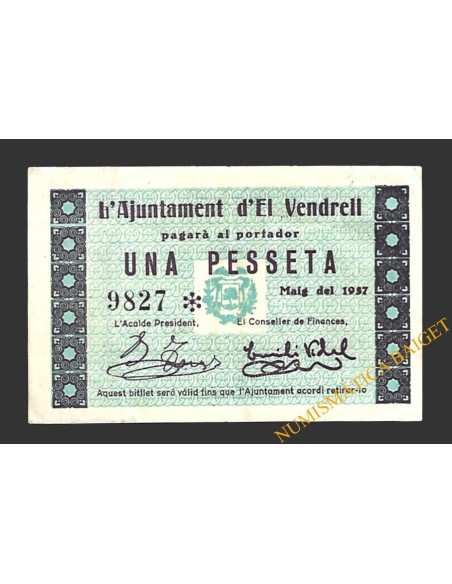 L'Ajuntament d'El Vendrell
pagarà al portador
UNA PESSETA
9827 * Maig del 1937
L'Acalde President, El Conseller de Finances,
Aquest bitllet serà vàlid fins que l'Ajuntament acordi retirar-lo
NUMISMATICA BAIGET